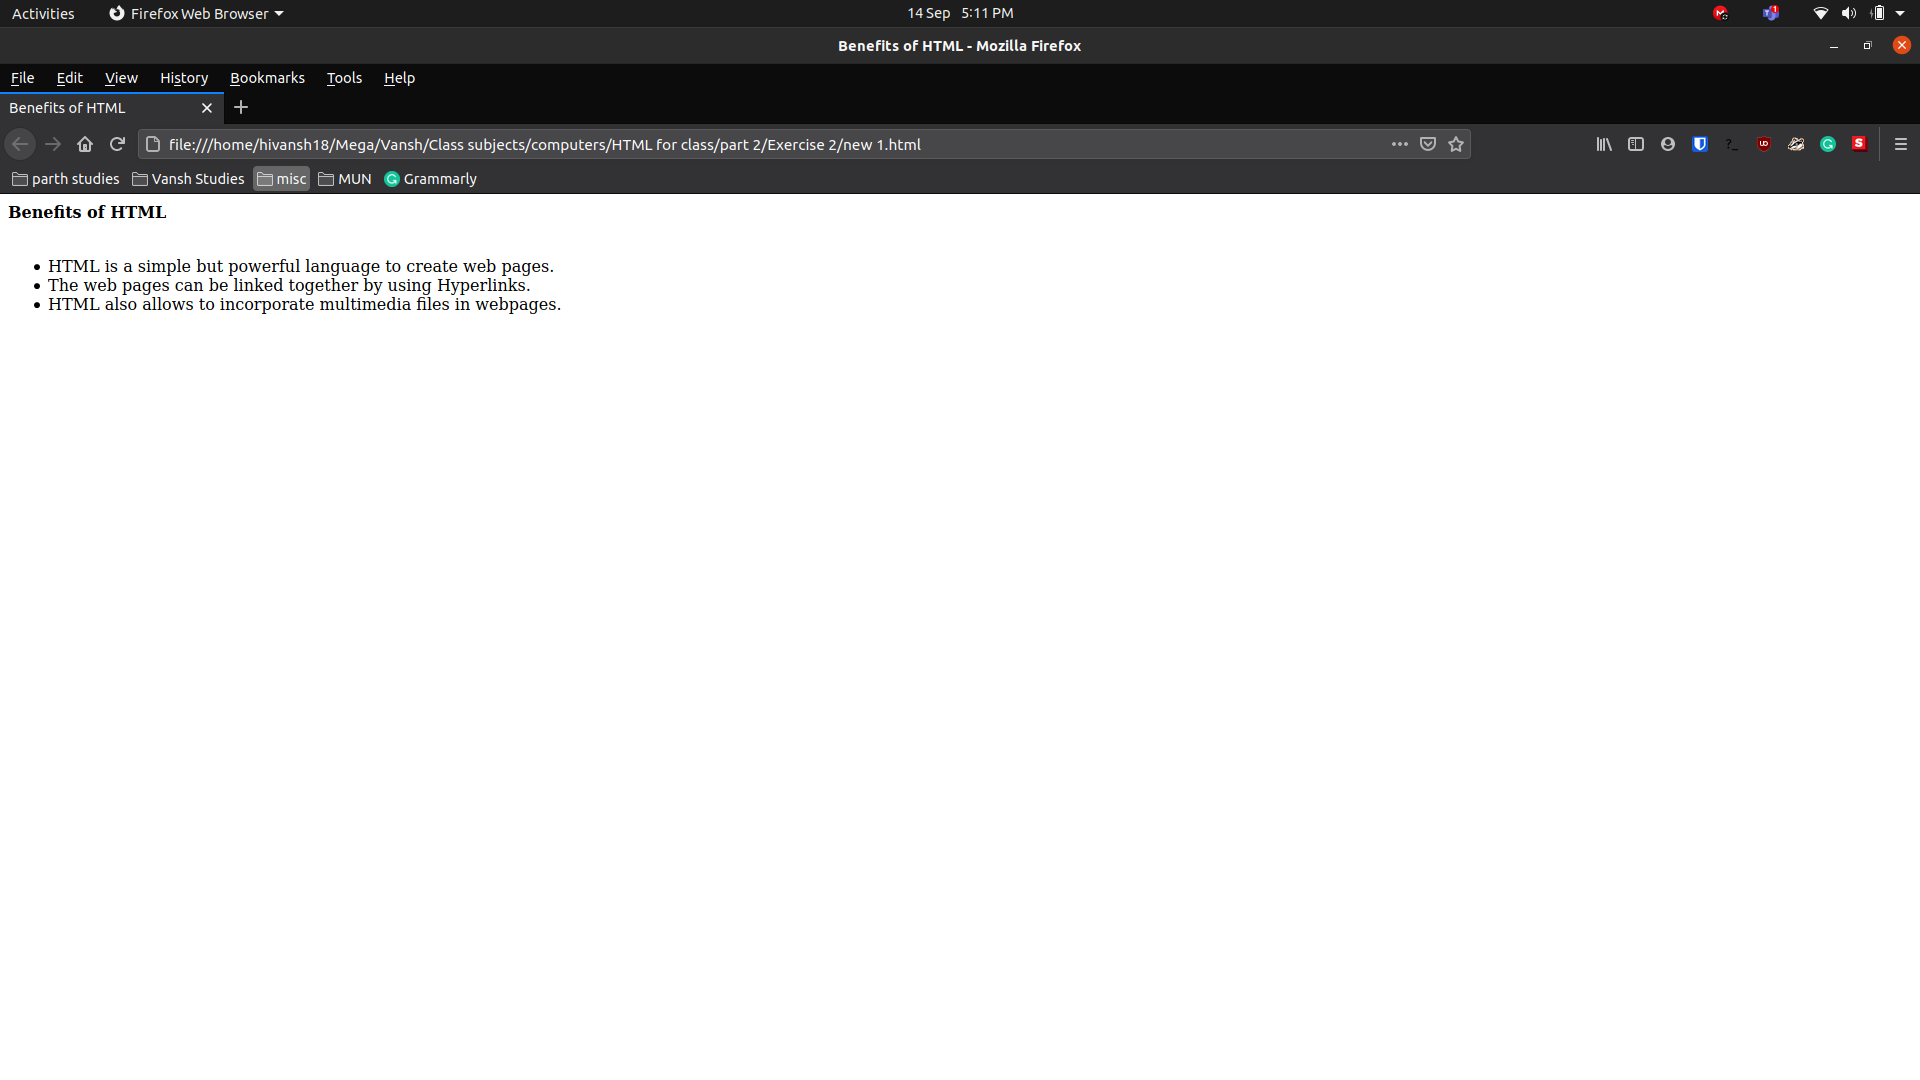 Activities Firefox Web Browser 14 Sep 5:11 PM
Benefits of HTML - Mozilla Firefox
File Edit View History Bookmarks Tools Help
Benefits of HTML
file:///home/hivansh18/Mega/Vansh/Class subjects/computers/HTML for class/part 2/Exercise 2/new 1.html
parth studies Vansh Studies misc MUN Grammarly
Benefits of HTML
• HTML is a simple but powerful language to create web pages.
• The web pages can be linked together by using Hyperlinks.
• HTML also allows to incorporate multimedia files in webpages.